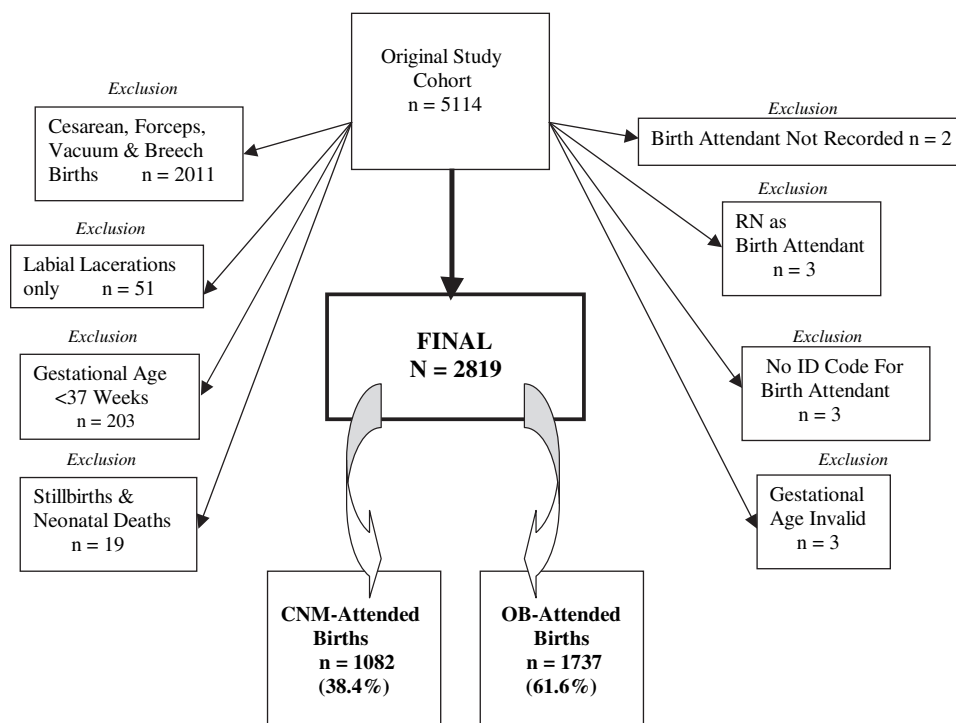 Original Study
Cohort
n = 5114
Exclusion
Cesarean, Forceps,
Vacuum & Breech
Births n = 2011
Exclusion
Labial Lacerations
only n = 51
Exclusion
Gestational Age
<37 Weeks
n = 203
Exclusion
Stillbirths &
Neonatal Deaths
n = 19
Exclusion
Birth Attendant Not Recorded n = 2
Exclusion
RN as
Birth Attendant
n = 3
Exclusion
No ID Code For
Birth Attendant
n = 3
Exclusion
Gestational
Age Invalid
n = 3
FINAL
N = 2819
CNM-Attended
Births
n = 1082
(38.4%)
OB-Attended
Births
n = 1737
(61.6%)